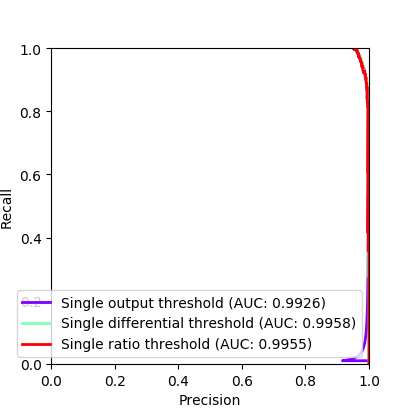 1.0
0.8
0.6
0.4
0.2
0.0
Recall
Single output threshold (AUC: 0.9926)
Single differential threshold (AUC: 0.9958)
Single ratio threshold (AUC: 0.9955)
0.0 0.2 0.4 0.6 0.8 1.0
Precision